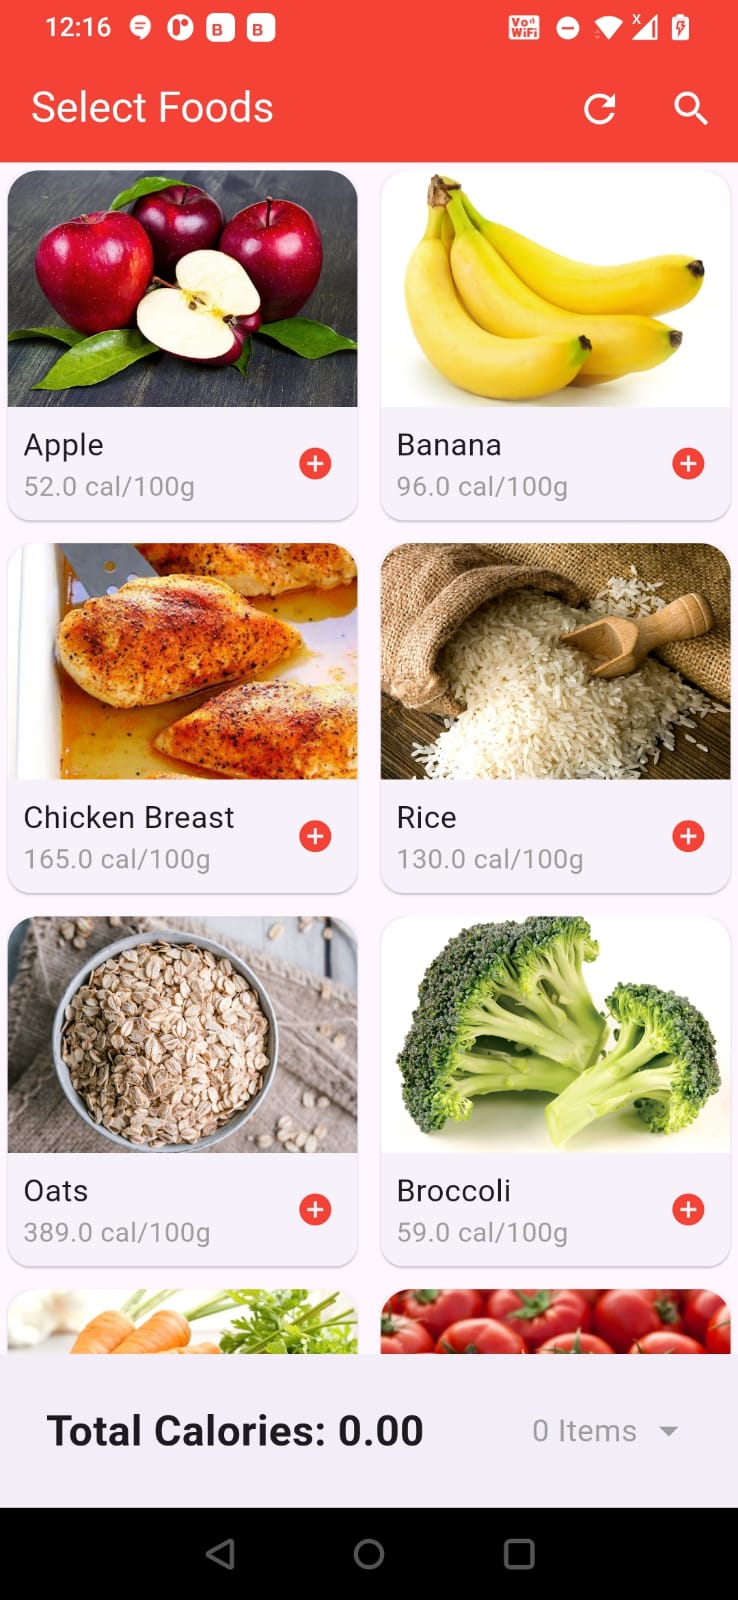 12:16
B
B
Vo))
WiFi
X
Select Foods
Apple
52.0 cal/100g
Banana
96.0 cal/100g
Chicken Breast
165.0 cal/100g
Rice
130.0 cal/100g
Oats
389.0 cal/100g
Broccoli
59.0 cal/100g
Total Calories: 0.00
0 Items